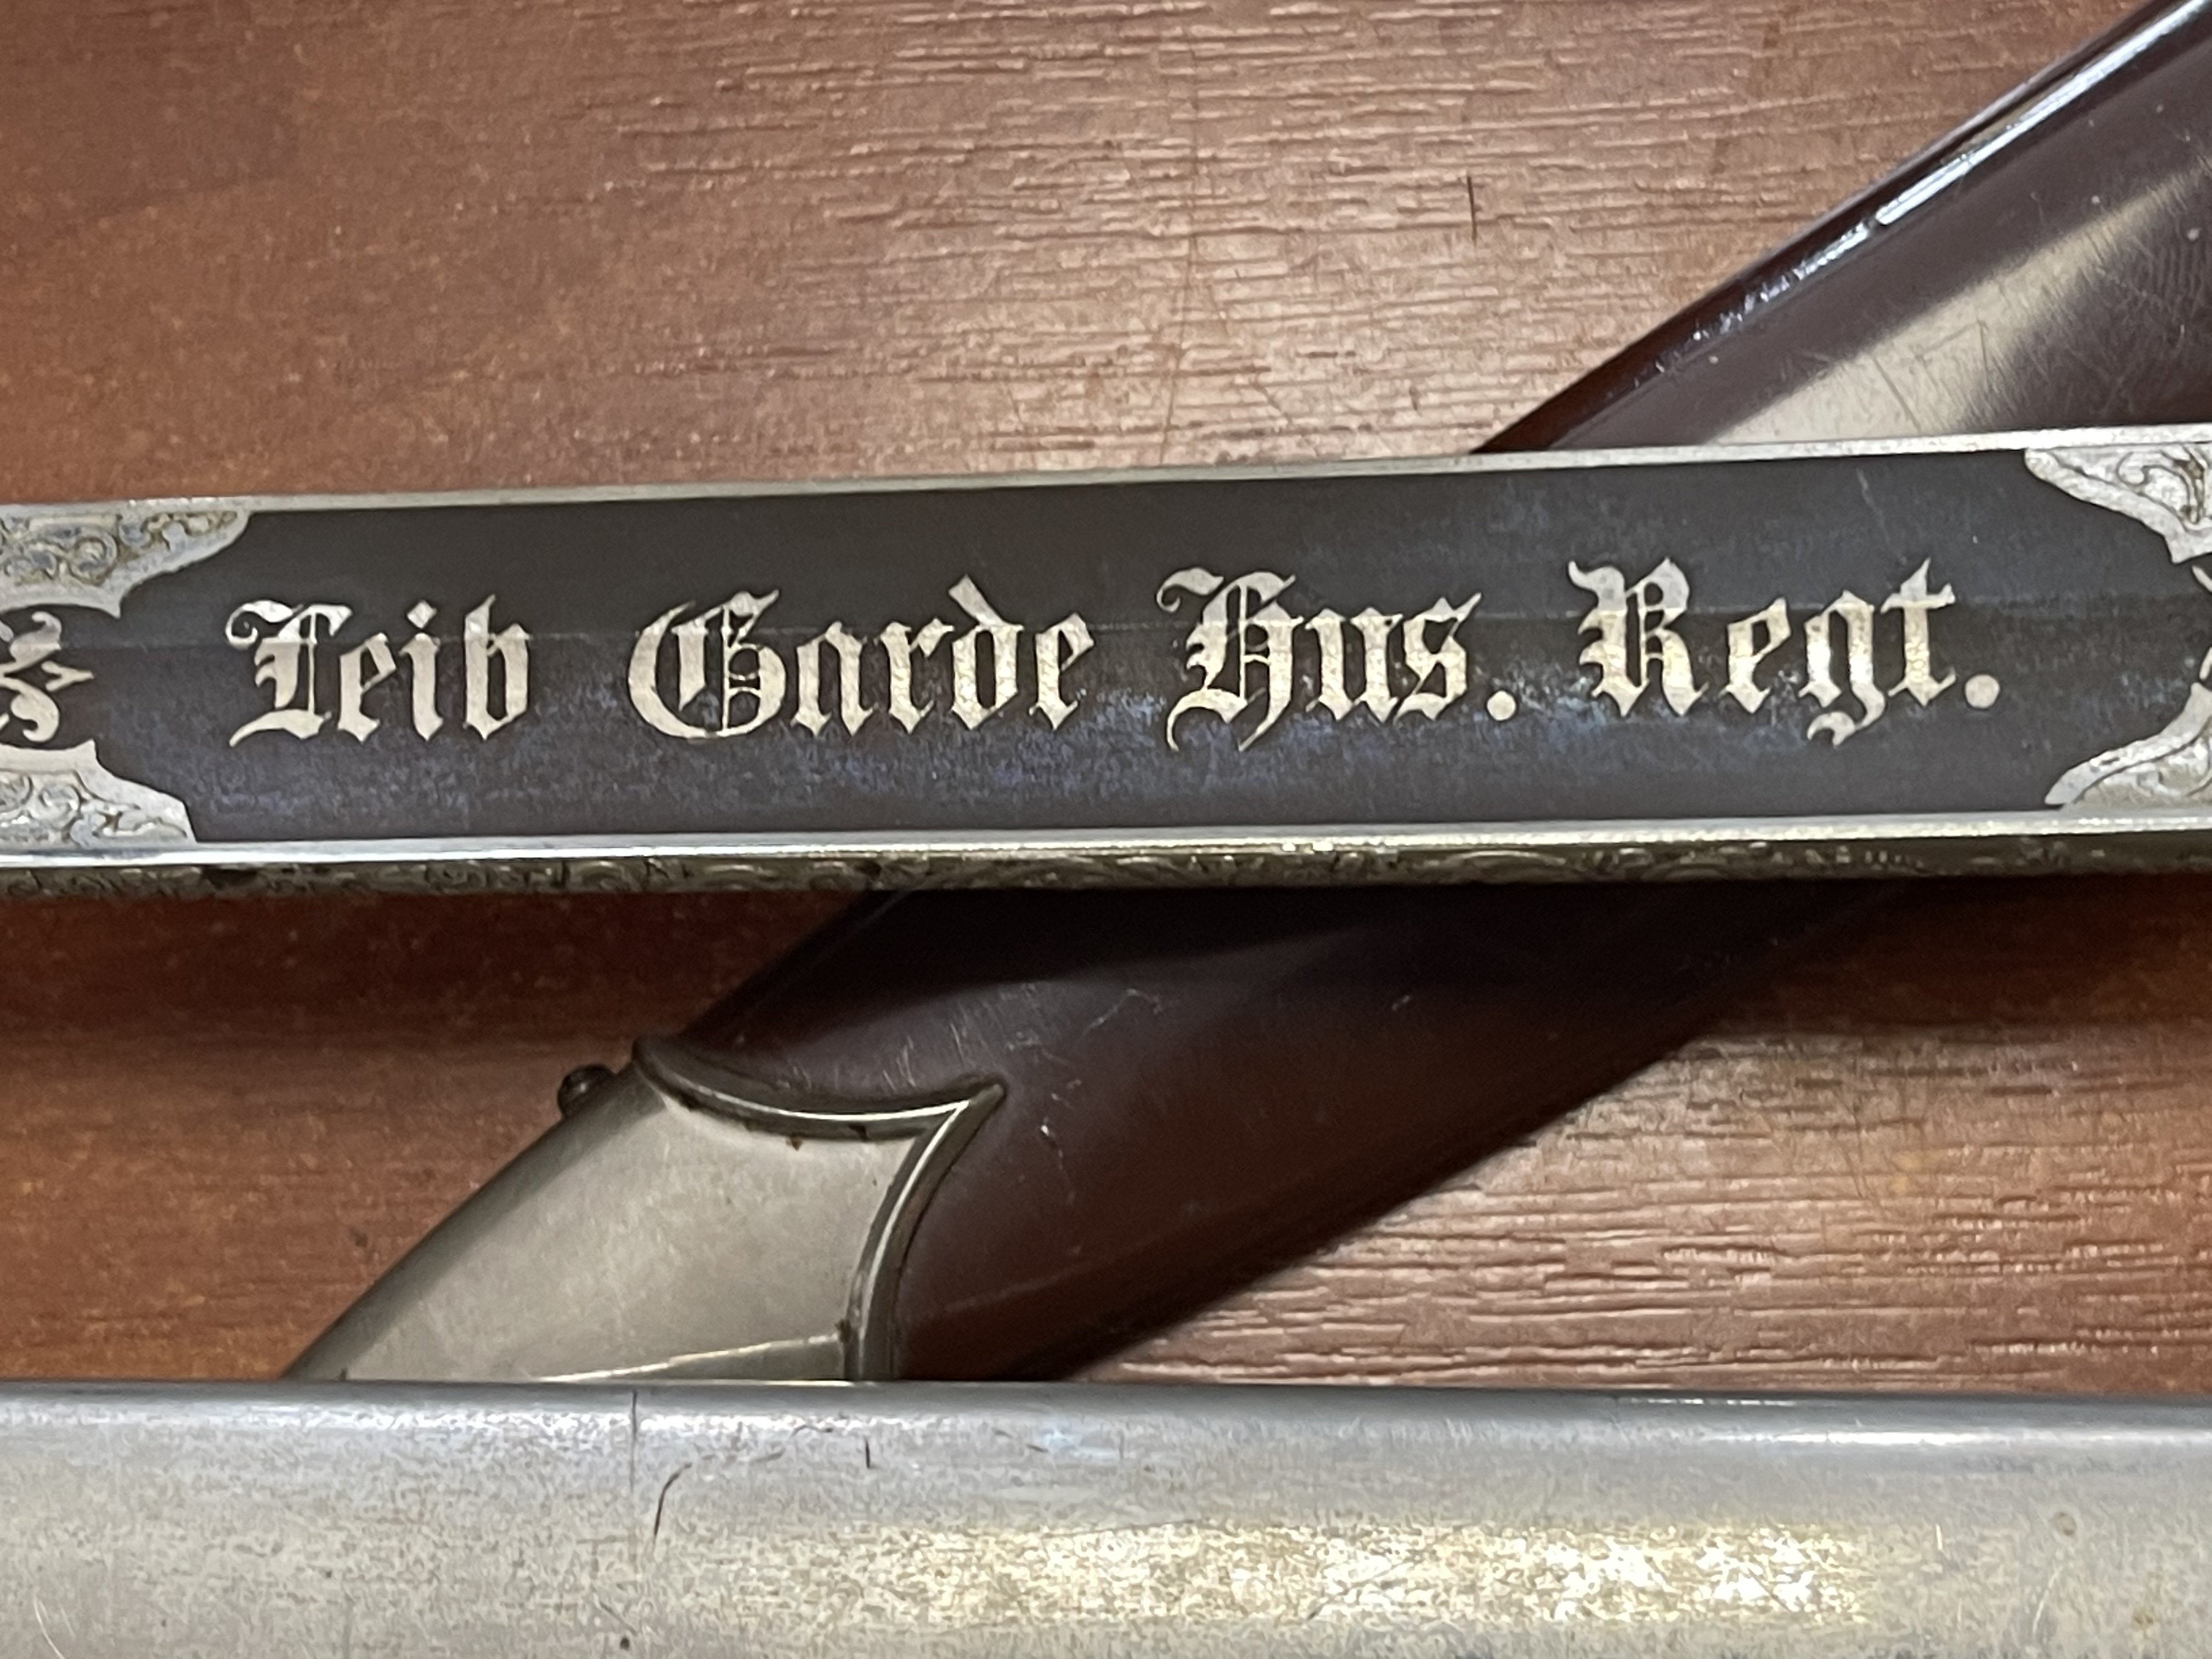 Leib Garde Hus. Regt.